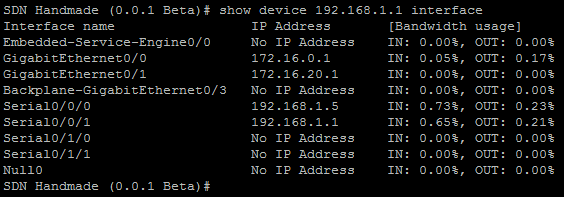 SDN Handmade (0.0.1 Beta)# show device 192.168.1.1 interface
Interface name                IP Address      [Bandwidth usage]
Embedded-Service-Engine0/0    No IP Address   IN: 0.00%, OUT: 0.00%
GigabitEthernet0/0            172.16.0.1      IN: 0.05%, OUT: 0.17%
GigabitEthernet0/1            172.16.20.1     IN: 0.00%, OUT: 0.00%
Backplane-GigabitEthernet0/3  No IP Address   IN: 0.00%, OUT: 0.00%
Serial0/0/0                   192.168.1.5     IN: 0.73%, OUT: 0.23%
Serial0/0/1                   192.168.1.1     IN: 0.65%, OUT: 0.21%
Serial0/1/0                   No IP Address   IN: 0.00%, OUT: 0.00%
Serial0/1/1                   No IP Address   IN: 0.00%, OUT: 0.00%
Null0                         No IP Address   IN: 0.00%, OUT: 0.00%
SDN Handmade (0.0.1 Beta)#